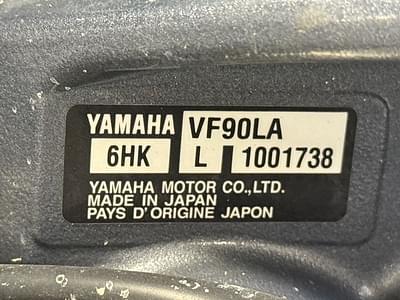 YAMAHA VF90LA
6HK L 1001738
YAMAHA MOTOR CO.,LTD.
MADE IN JAPAN
PAYS D'ORIGINE JAPON